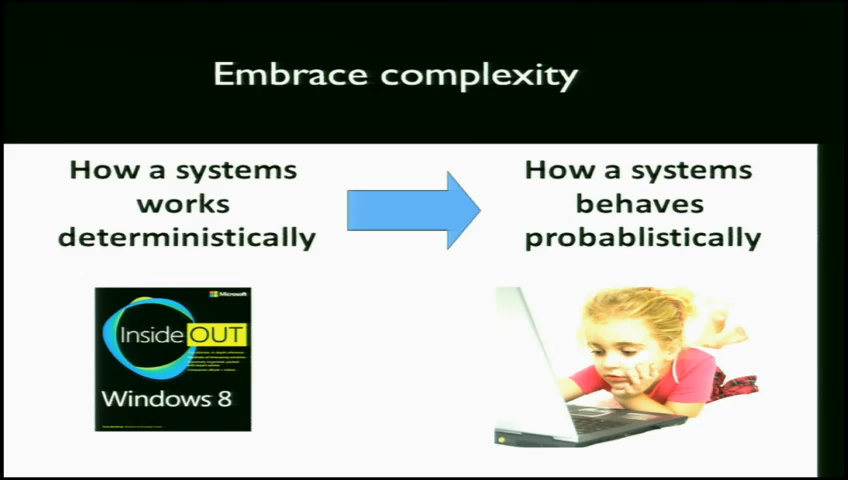 Embrace complexity
How a systems
works
deterministically
How a systems
behaves
probablistically
Microsoft
Inside OUT
Windows 8